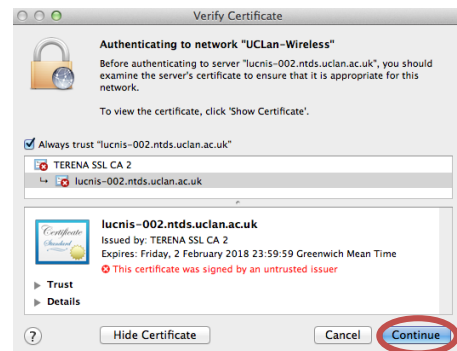 Verify Certificate
Authenticating to network "UCLan-Wireless"
Before authenticating to server "lucnis-002.ntds.uclan.ac.uk", you should
examine the server's certificate to ensure that it is appropriate for this
network.
To view the certificate, click 'Show Certificate'.
Always trust "lucnis-002.ntds.uclan.ac.uk"
TERENA SSL CA 2
lucnis-002.ntds.uclan.ac.uk
Certificate
Standard
lucnis-002.ntds.uclan.ac.uk
Issued by: TERENA SSL CA 2
Expires: Friday, 2 February 2018 23:59:59 Greenwich Mean Time
This certificate was signed by an untrusted issuer
Trust
Details
? Hide Certificate Cancel Continue